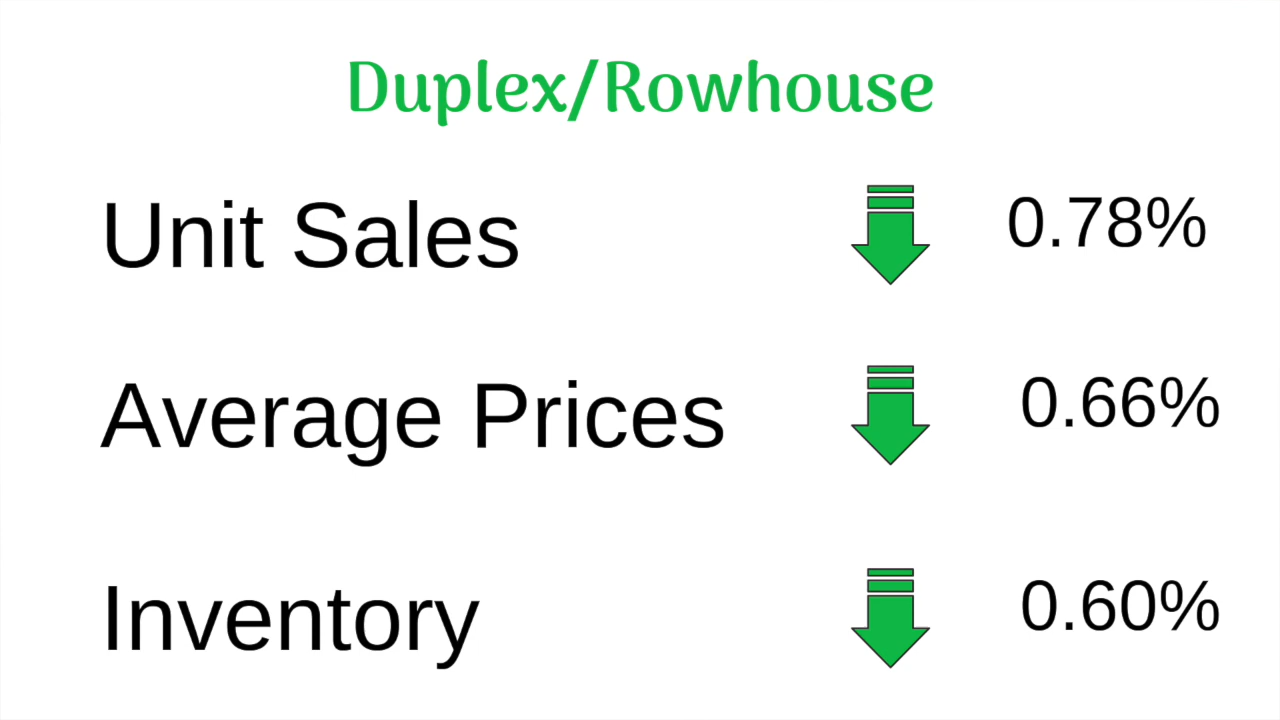 Duplex/Rowhouse
Unit Sales 0.78%
Average Prices 0.66%
Inventory 0.60%